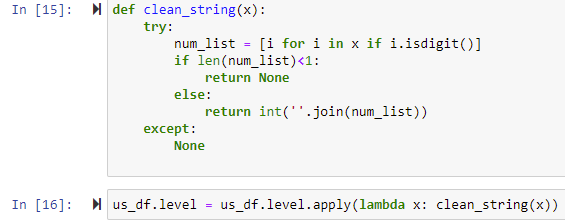 In [15]:
def clean_string(x):
    try:
        num_list = [i for i in x if i.isdigit()]
        if len(num_list)<1:
            return None
        else:
            return int(''.join(num_list))
    except:
        None
In [16]:
us_df.level = us_df.level.apply(lambda x: clean_string(x))